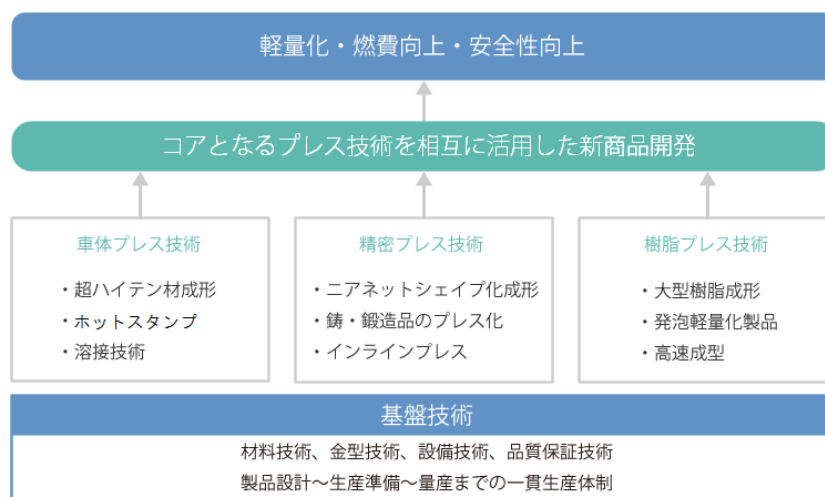 軽量化・燃費向上・安全性向上
コアとなるプレス技術を相互に活用した新商品開発
車体プレス技術
・超ハイテン材成形
・ホットスタンプ
・溶接技術
精密プレス技術
・ニアネットシェイプ化成形
・鋳・鍛造品のプレス化
・インラインプレス
樹脂プレス技術
・大型樹脂成形
・発泡軽量化製品
・高速成型
基盤技術
材料技術、金型技術、設備技術、品質保証技術
製品設計～生産準備～量産までの一貫生産体制